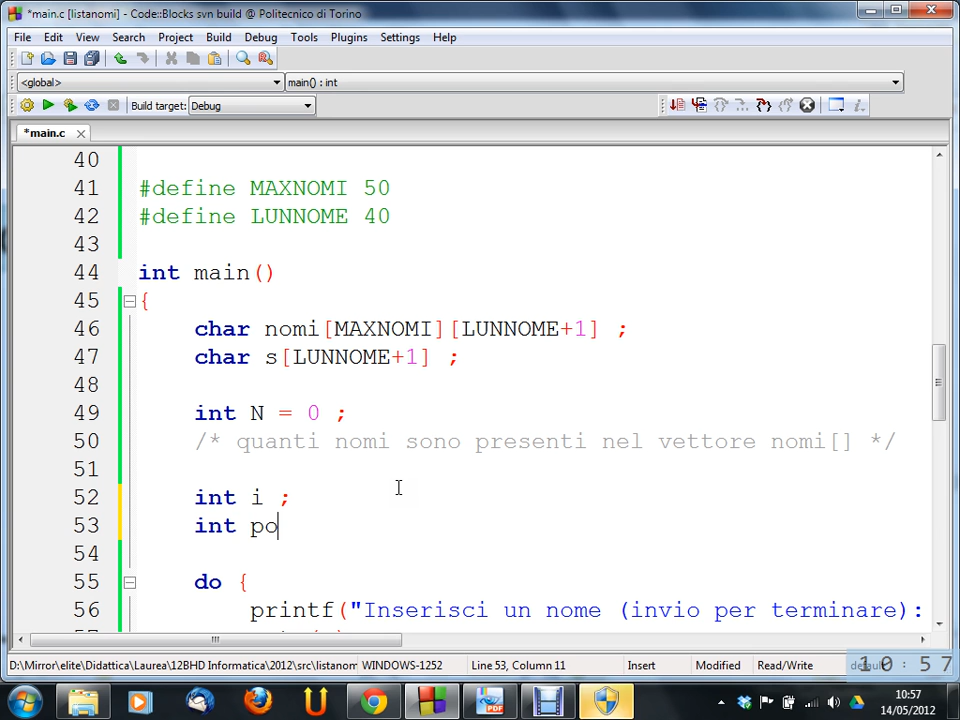 *main.c [listanomi] - Code::Blocks svn build @ Politecnico di Torino
File Edit View Search Project Build Debug Tools Plugins Settings Help
<global> main() : int
Build target: Debug
*main.c
40
41 #define MAXNOMI 50
42 #define LUNNOME 40
43
44 int main()
45 {
46 char nomi[MAXNOMI][LUNNOME+1] ;
47 char s[LUNNOME+1] ;
48
49 int N = 0 ;
50 /* quanti nomi sono presenti nel vettore nomi[] */
51
52 int i ;
53 int po
54
55 do {
56 printf("Inserisci un nome (invio per terminare):
D:\Mirror\elite\Didattica\Laurea\12BHD Informatica\2012\src\listanom WINDOWS-1252 Line 53, Column 11 Insert Modified Read/Write default
10:57
PDF
10:57
14/05/2012